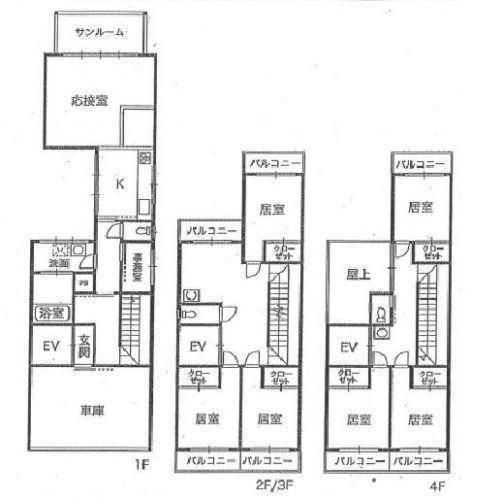 サンルーム
応接室
K
洗面
PS
事務室
浴室
EV
玄関
車庫
1F
バルコニー
居室
バルコニー
クローゼット
EV
クローゼット
クローゼット
居室
居室
バルコニー
バルコニー
2F/3F
バルコニー
居室
クローゼット
屋上
EV
クローゼット
クローゼット
居室
居室
バルコニー
バルコニー
4F